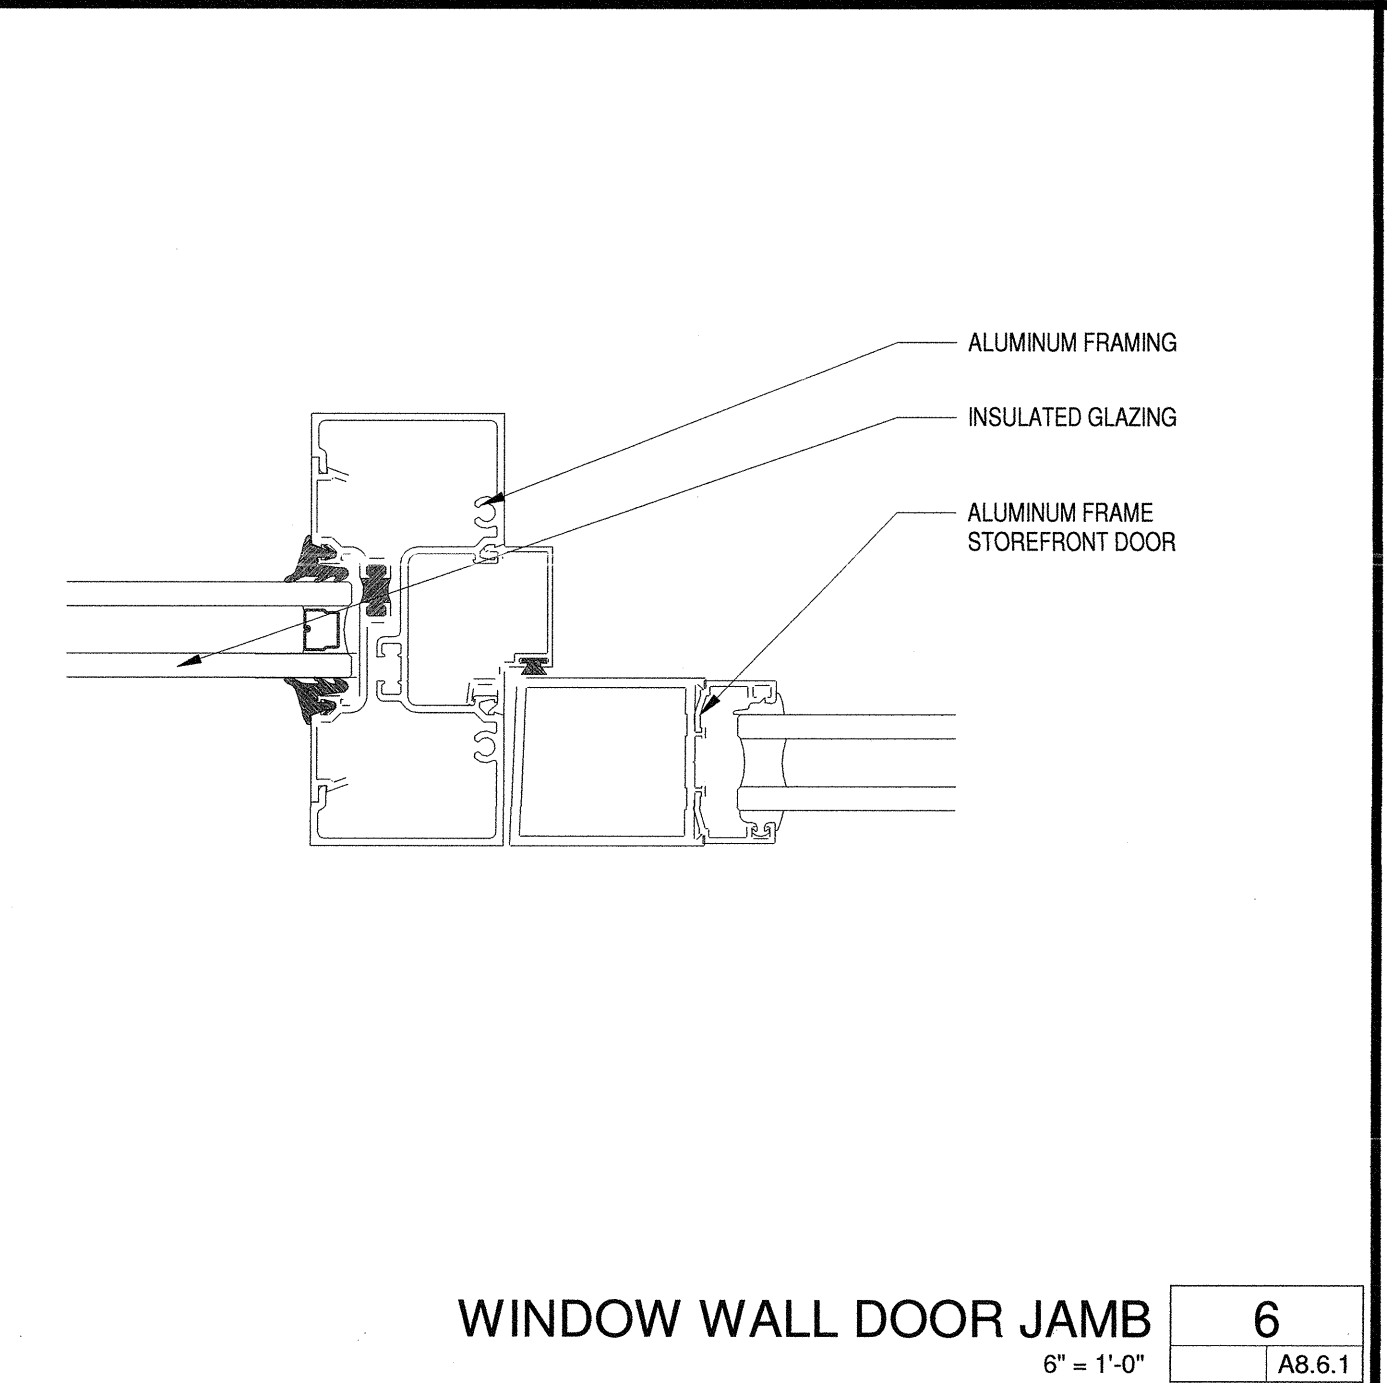 ALUMINUM FRAMING
INSULATED GLAZING
ALUMINUM FRAME
STOREFRONT DOOR
WINDOW WALL DOOR JAMB
6
6" = 1'-0"
A8.6.1